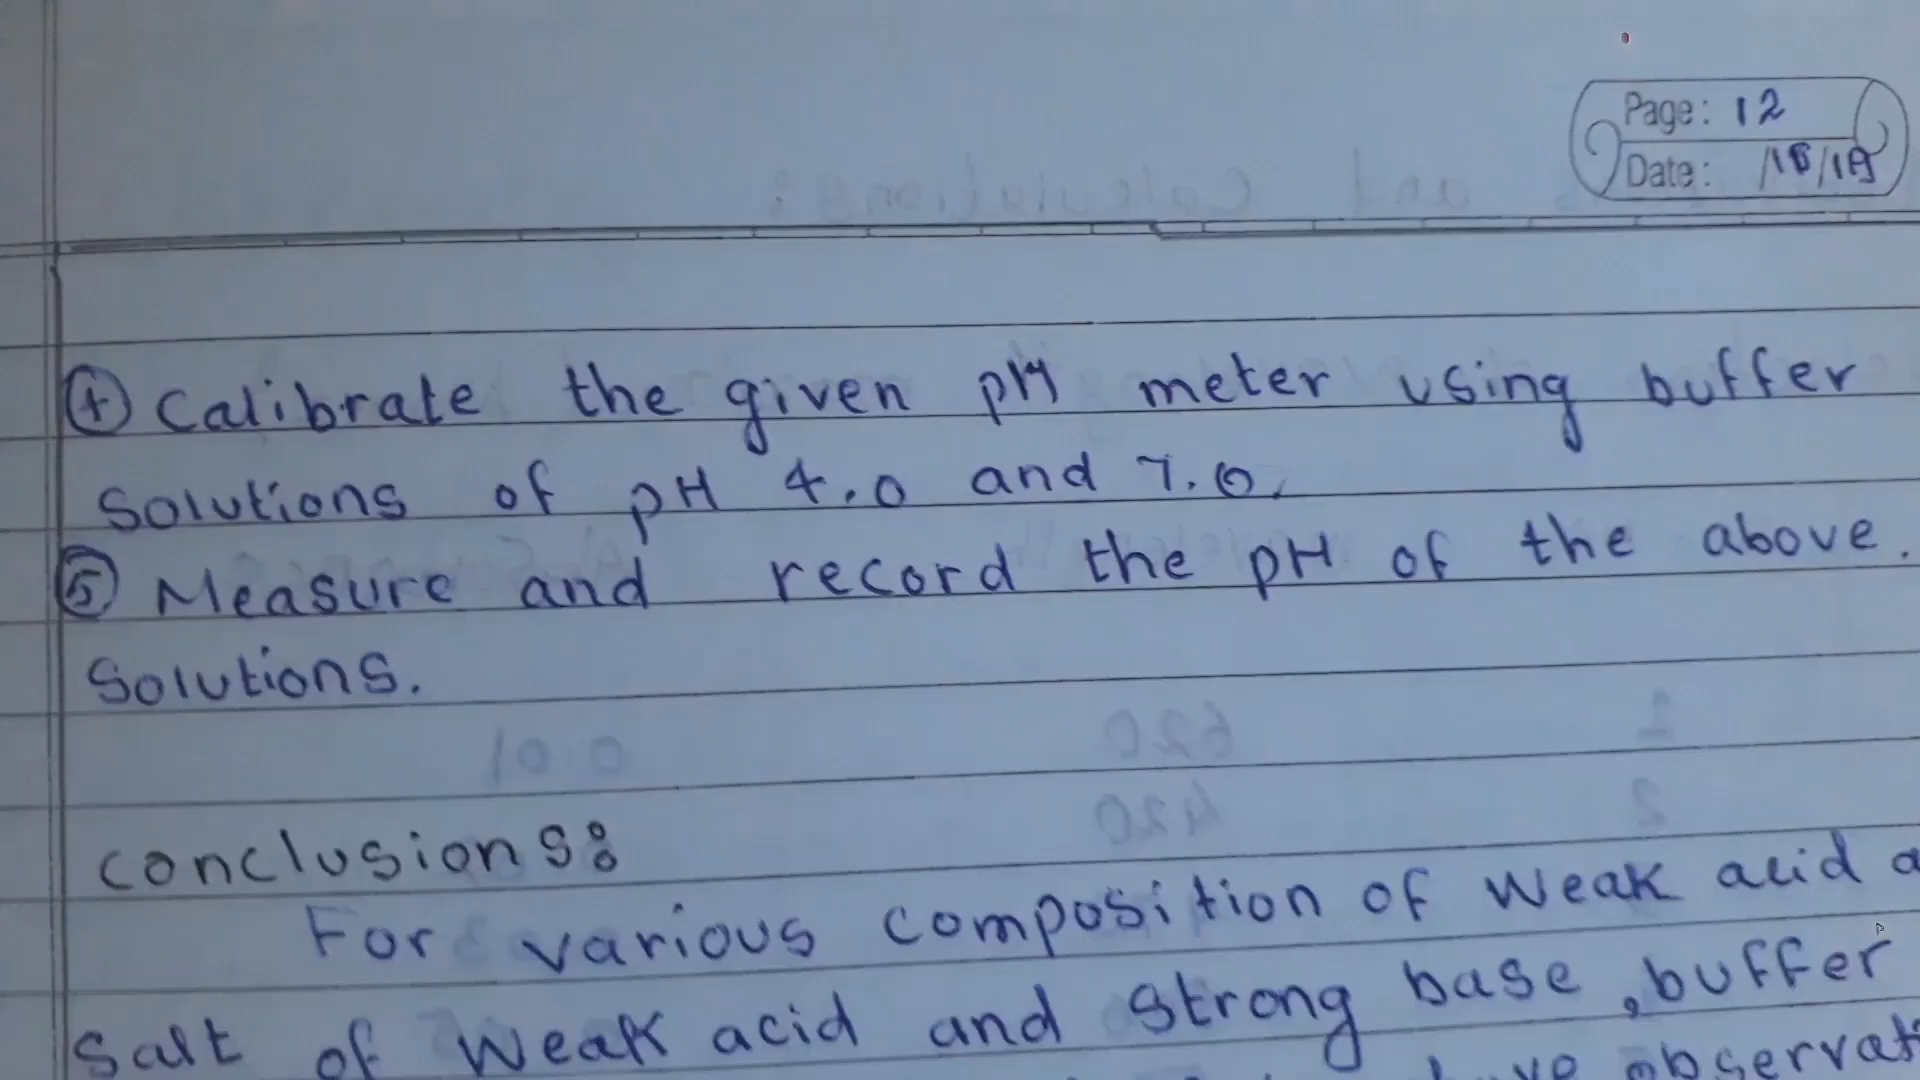 Page: 12
Date: /18/19
④ Calibrate the given pH meter using buffer
solutions of pH 4.0 and 7.0.
⑤ Measure and record the pH of the above.
Solutions.
conclusions:
For various composition of weak acid a
salt of weak acid and strong base, buffer
observat